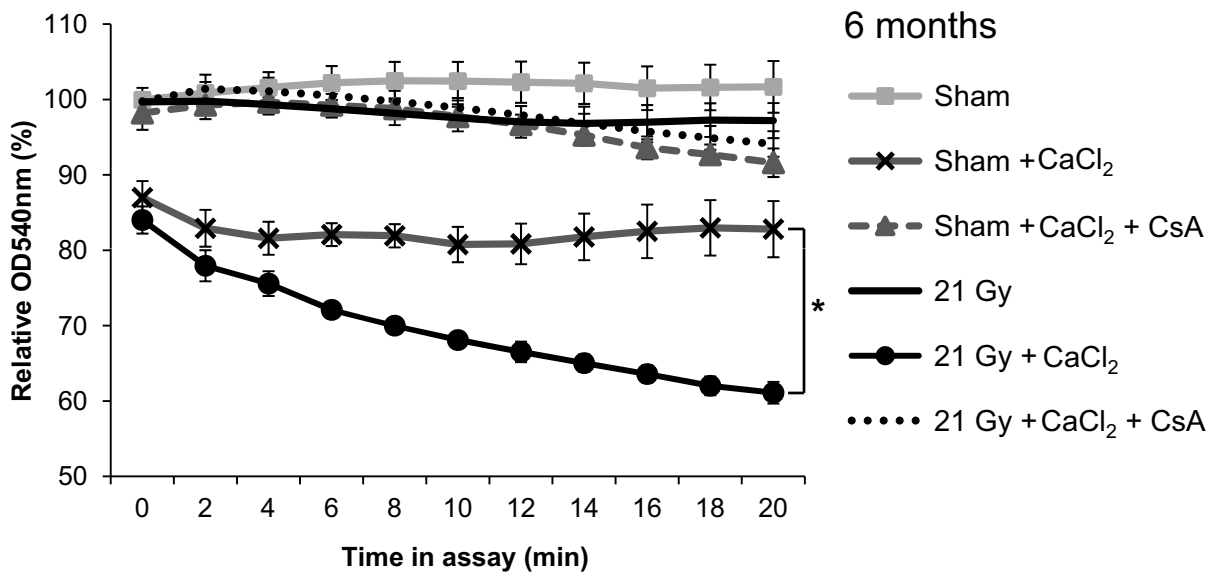 6 months
Relative OD540nm (%)
110
100
90
80
70
60
50
0 2 4 6 8 10 12 14 16 18 20
Time in assay (min)
*
Sham
Sham +CaCl₂
Sham +CaCl₂ + CsA
21 Gy
21 Gy +CaCl₂
21 Gy +CaCl₂ + CsA